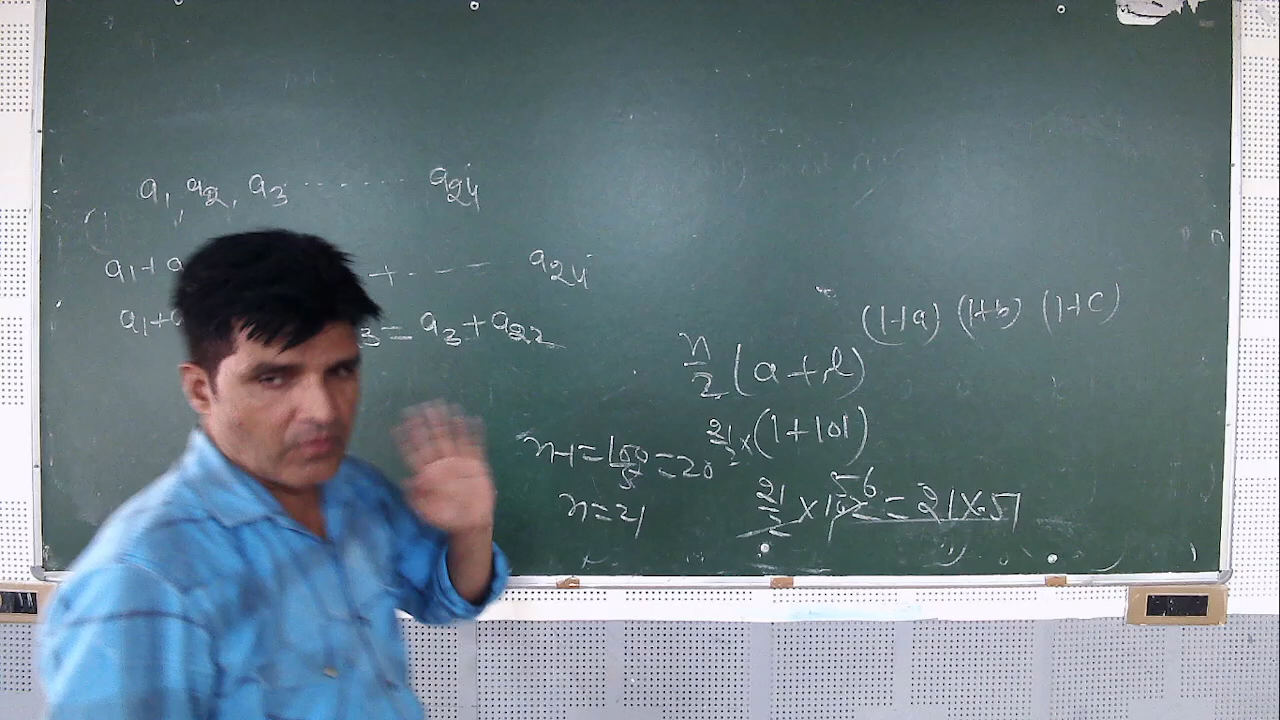 a₁, a₂, a₃ ....... a₂₄
a₁+a + ---- a₂₄
a₁+a ₃ = a₃+a₂₂
(1+a) (1+b) (1+c)
n/2 (a+l)
21/2 × (1+101)
n-1 = 100/5 = 20
n = 21
21/2 × 102 56 = 21×51